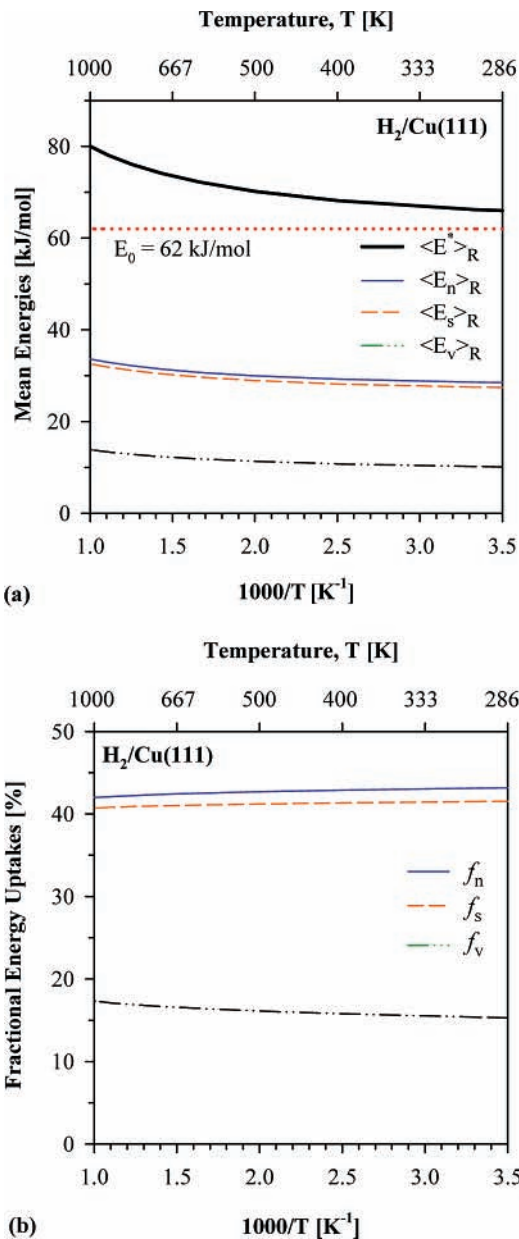 Temperature, T [K]
1000 667 500 400 333 286
H₂/Cu(111)
80
60
40
20
0
E₀ = 62 kJ/mol
<E*>R
<Eₙ>R
<Eₛ>R
<Eᵥ>R
Mean Energies [kJ/mol]
1.0 1.5 2.0 2.5 3.0 3.5
(a)
1000/T [K⁻¹]
Temperature, T [K]
1000 667 500 400 333 286
H₂/Cu(111)
50
40
30
20
10
0
fₙ
fₛ
fᵥ
Fractional Energy Uptakes [%]
1.0 1.5 2.0 2.5 3.0 3.5
(b)
1000/T [K⁻¹]